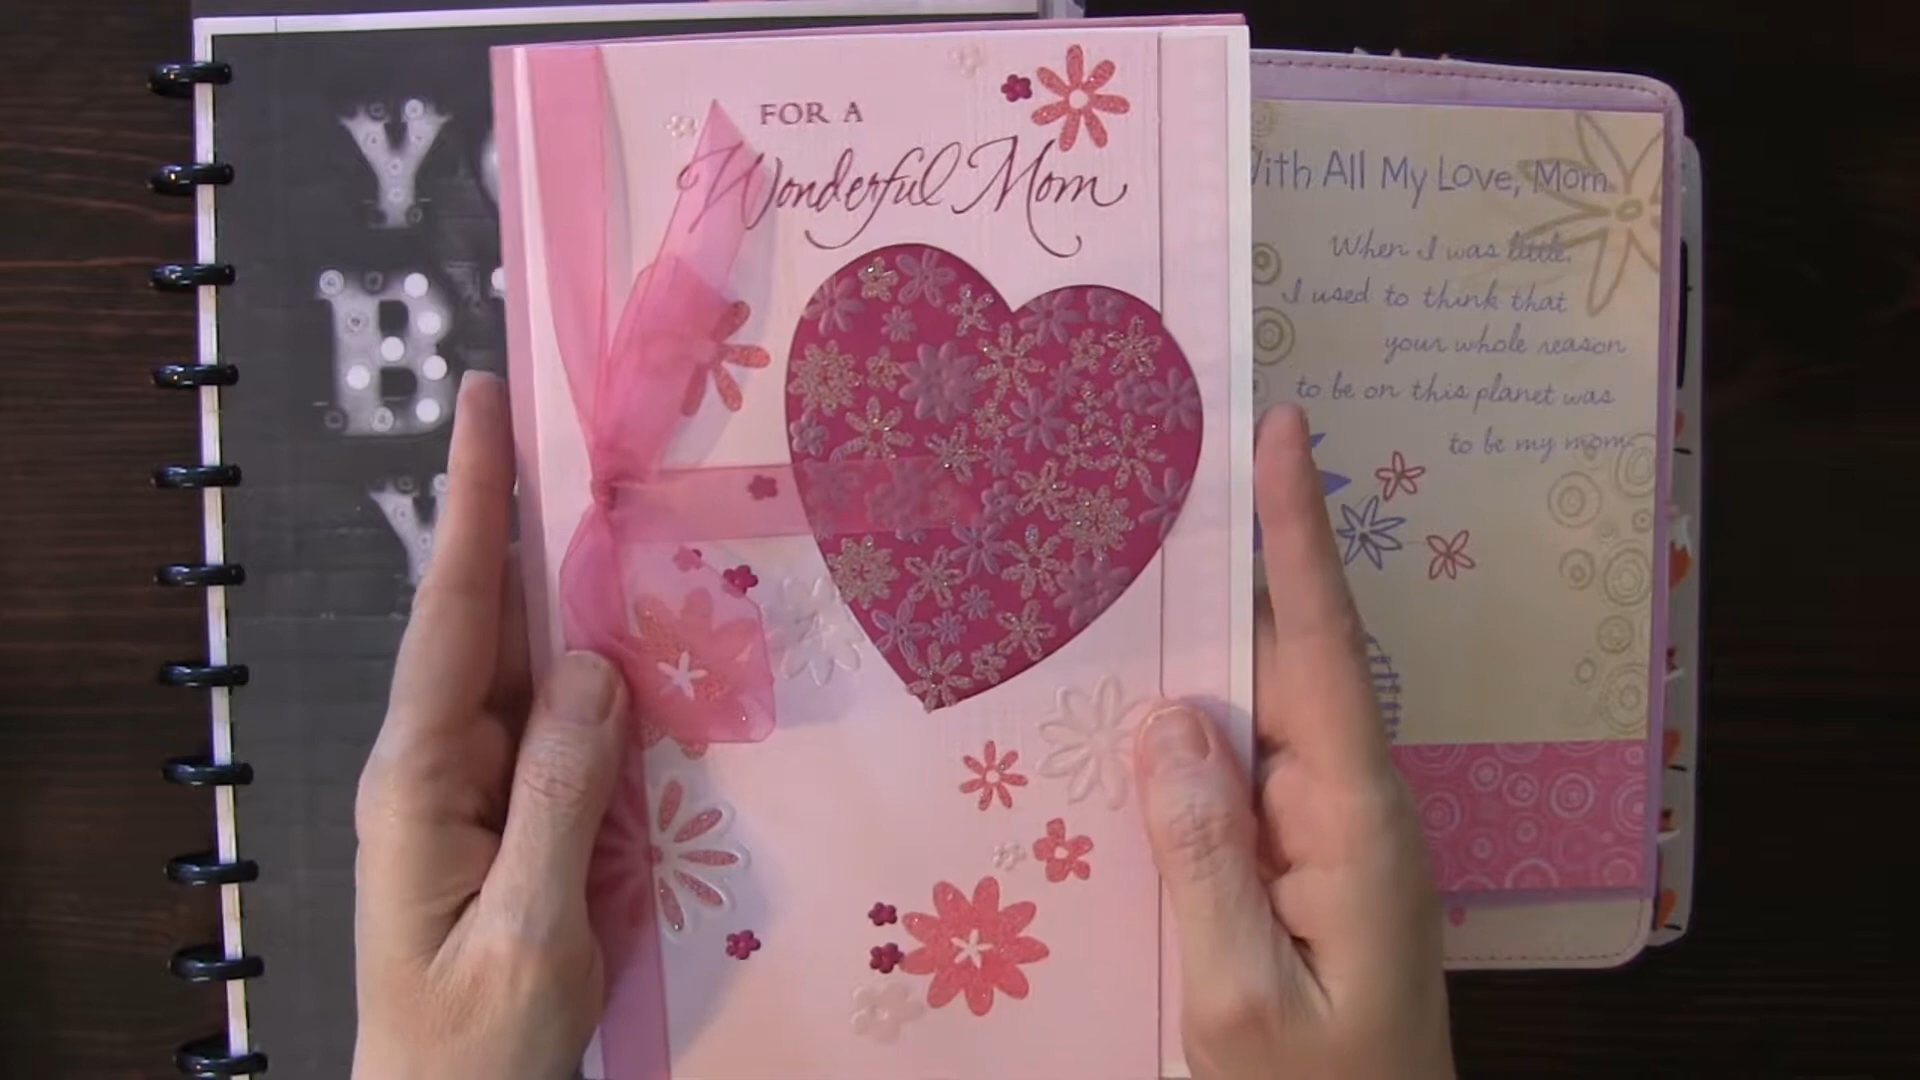 Y
B
Y
FOR A
Wonderful Mom
With All My Love, Mom
When I was little,
I used to think that
your whole reason
to be on this planet was
to be my mom.